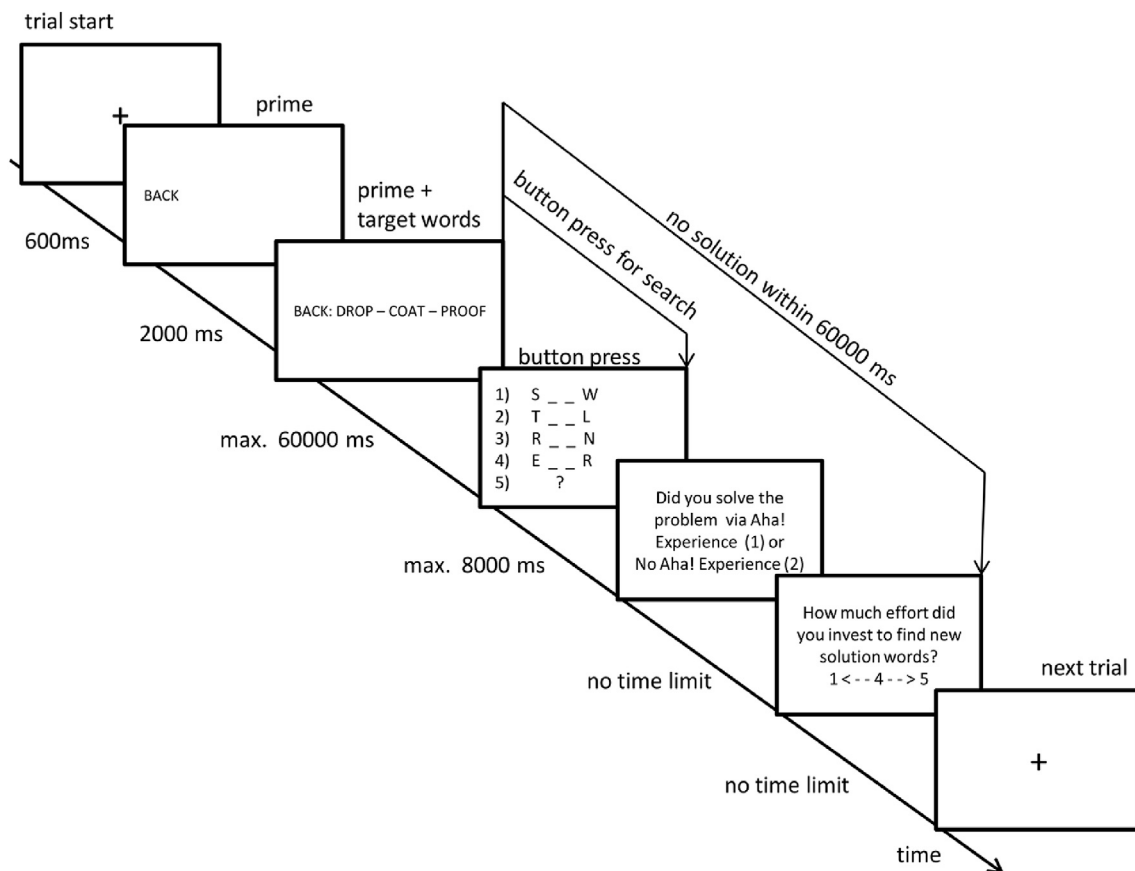 trial start
+
prime
BACK
600ms
prime +
target words
BACK: DROP – COAT – PROOF
2000 ms
button press for search
no solution within 60000 ms
button press
1) S _ _ W
2) T _ _ L
3) R _ _ N
4) E _ _ R
5) ?
max. 60000 ms
Did you solve the
problem via Aha!
Experience (1) or
No Aha! Experience (2)
max. 8000 ms
How much effort did
you invest to find new
solution words?
1 < - - 4 - - > 5
no time limit
next trial
+
no time limit
time